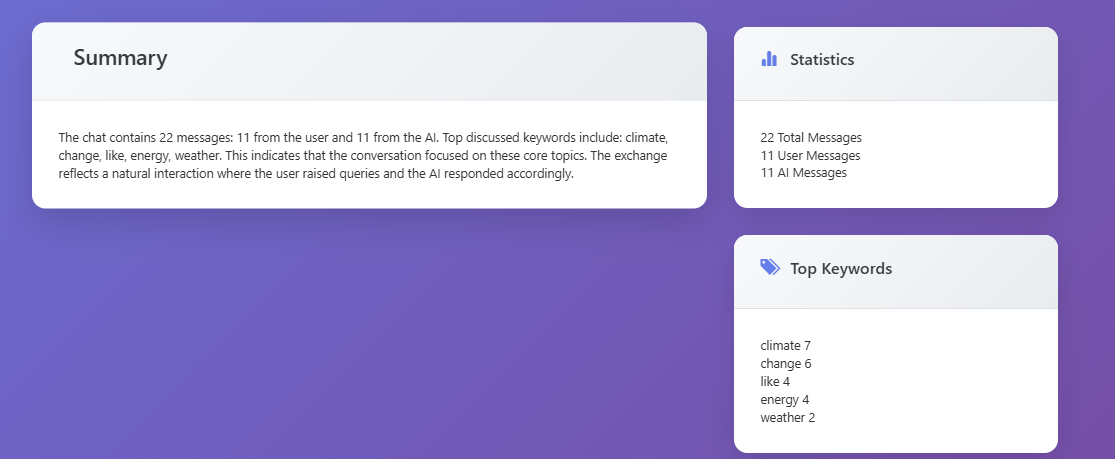 Summary
The chat contains 22 messages: 11 from the user and 11 from the AI. Top discussed keywords include: climate,
change, like, energy, weather. This indicates that the conversation focused on these core topics. The exchange
reflects a natural interaction where the user raised queries and the AI responded accordingly.
Statistics
22 Total Messages
11 User Messages
11 AI Messages
Top Keywords
climate 7
change 6
like 4
energy 4
weather 2